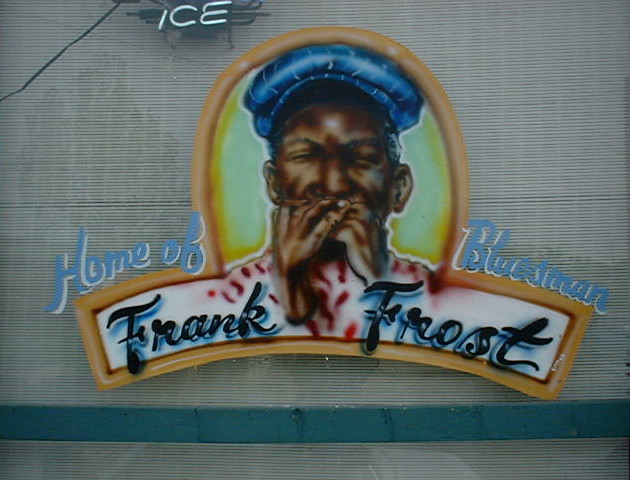 ICE
Home of
Bluesman
Frank Frost